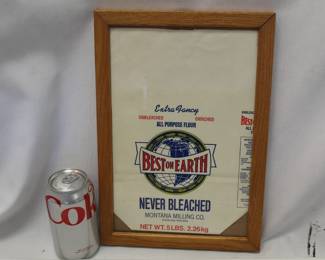 Extra Fancy
UNBLEACHED ENRICHED
ALL PURPOSE FLOUR
BEST ON EARTH
NEVER BLEACHED
MONTANA MILLING CO.
NET WT. 5 LBS. 2.26kg
Cok